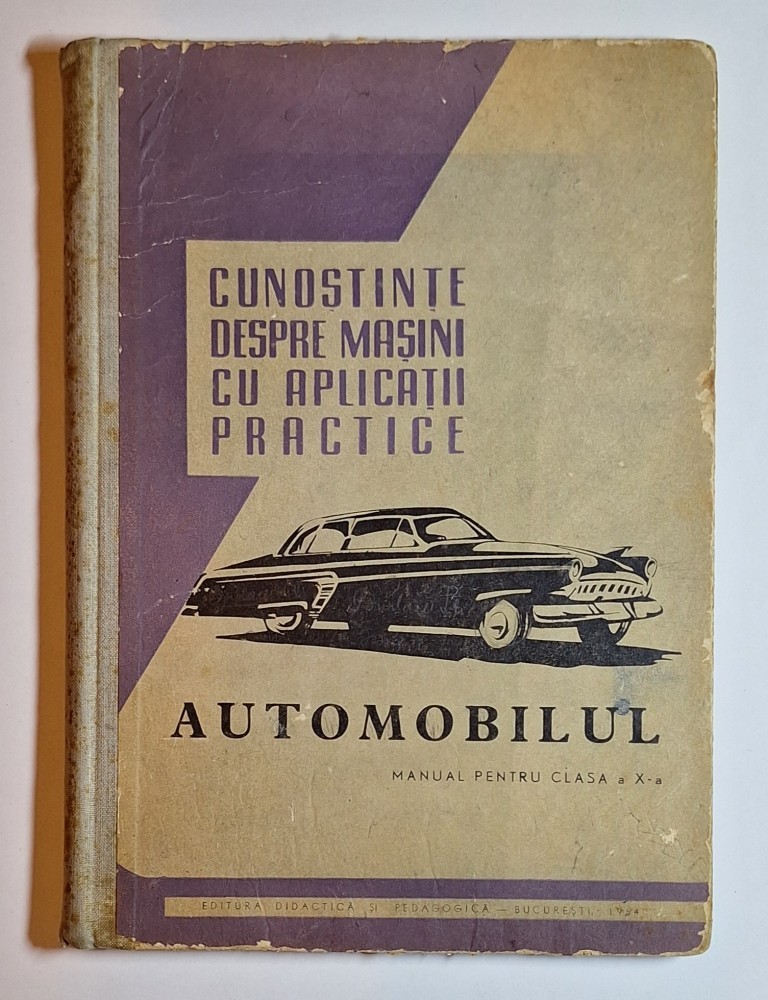 CUNOȘTINȚE
DESPRE MAȘINI
CU APLICAȚII
PRACTICE
AUTOMOBILUL
MANUAL PENTRU CLASA a X-a
EDITURA DIDACTICĂ ȘI PEDAGOGICĂ — BUCUREȘTI,